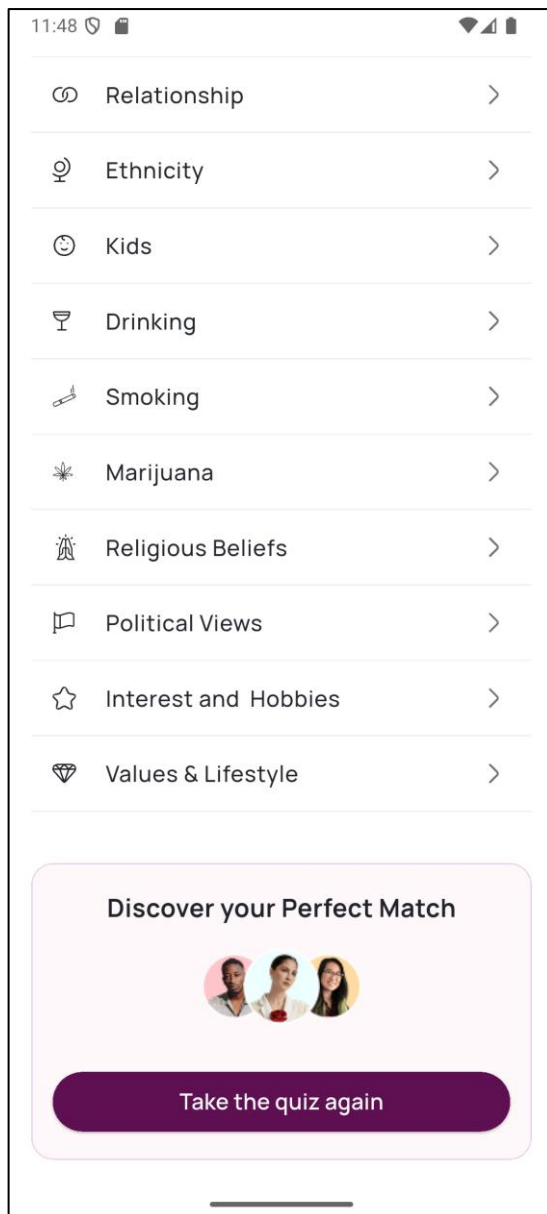 11:48
Relationship
Ethnicity
Kids
Drinking
Smoking
Marijuana
Religious Beliefs
Political Views
Interest and  Hobbies
Values & Lifestyle
Discover your Perfect Match
Take the quiz again